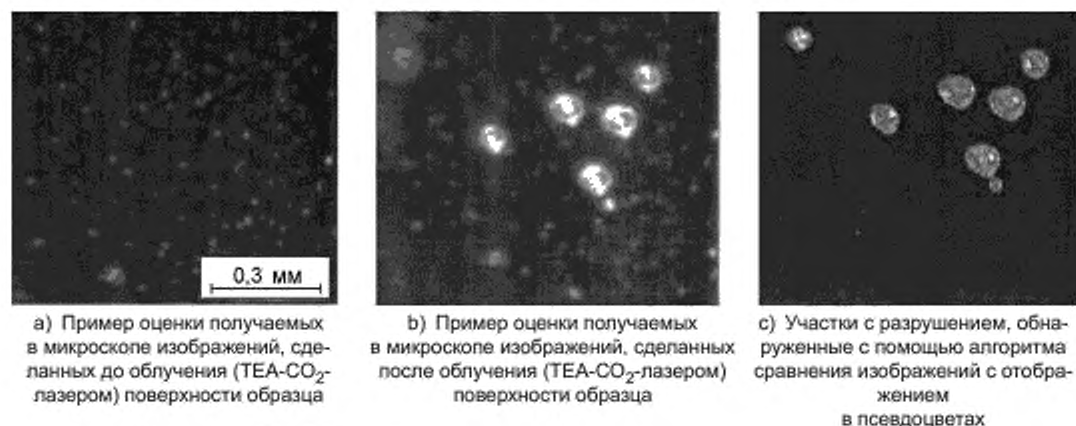 0,3 мм
a) Пример оценки получаемых
в микроскопе изображений, сде-
ланных до облучения (TEA-CO₂-
лазером) поверхности образца
b) Пример оценки получаемых
в микроскопе изображений, сделанных
после облучения (TEA-CO₂-лазером)
поверхности образца
c) Участки с разрушением, обна-
руженные с помощью алгоритма
сравнения изображений с отобра-
жением
в псевдоцветах